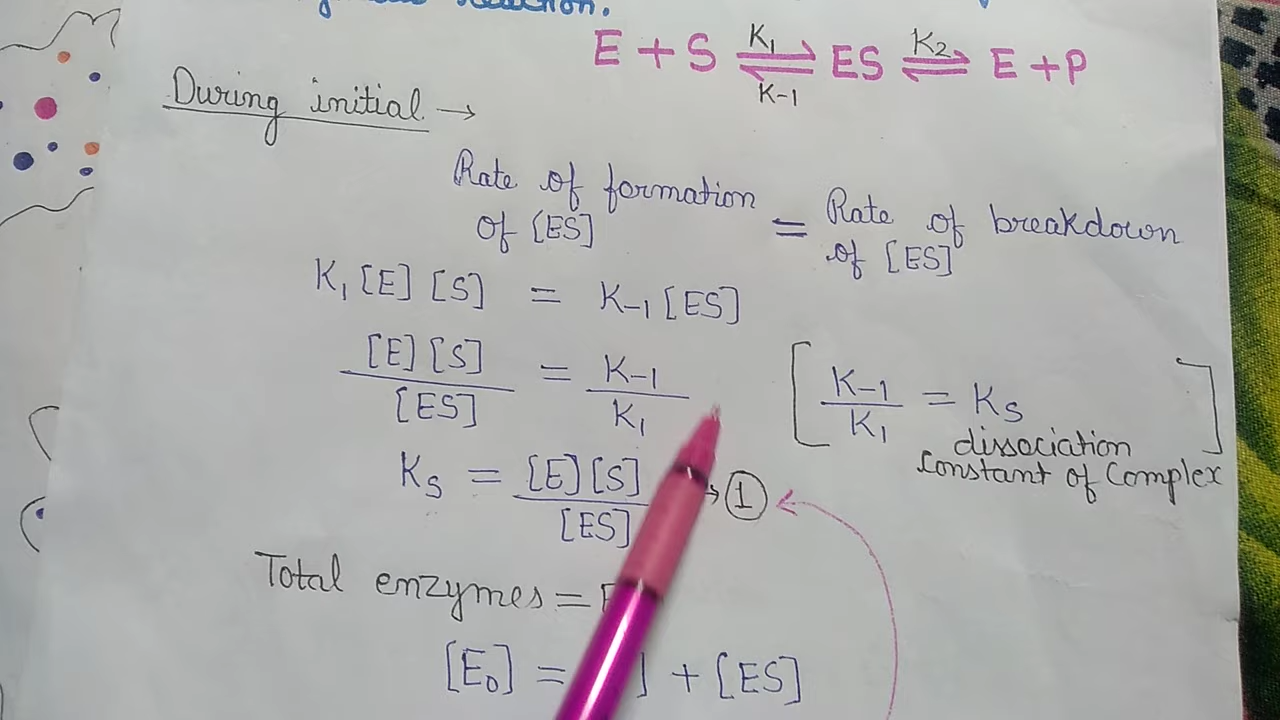 reaction.
E + S ⇌ ES ⇌ E + P
K1 K-1 K2
During initial →
Rate of formation of [ES] = Rate of breakdown of [ES]
K1 [E] [S] = K-1 [ES]
[E] [S] / [ES] = K-1 / K1 [ K-1 / K1 = KS dissociation constant of Complex ]
KS = [E] [S] / [ES] → 1
Total enzymes =
[E0] = ] + [ES]